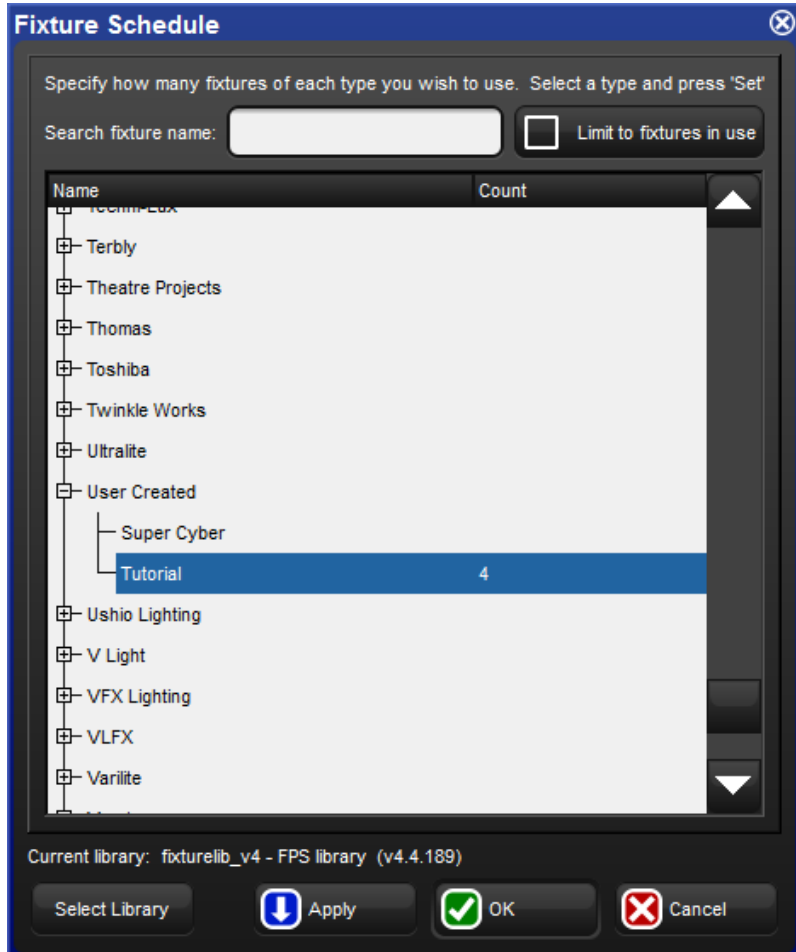 Fixture Schedule
Specify how many fixtures of each type you wish to use. Select a type and press 'Set'
Search fixture name:
Limit to fixtures in use
Name Count
Techni-Lux
Terbly
Theatre Projects
Thomas
Toshiba
Twinkle Works
Ultralite
User Created
Super Cyber
Tutorial 4
Ushio Lighting
V Light
VFX Lighting
VLFX
Varilite
Current library: fixturelib_v4 - FPS library (v4.4.189)
Select Library Apply OK Cancel